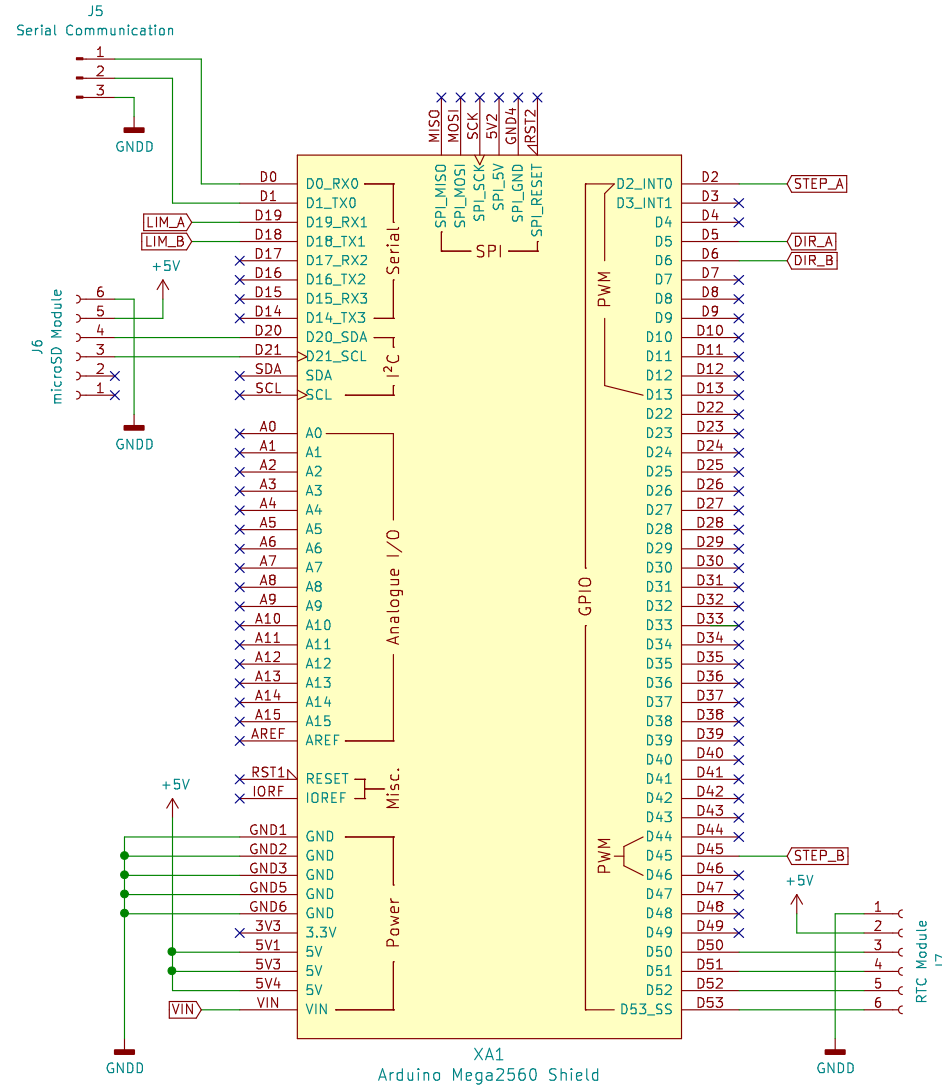 J5
Serial Communication
1
2
3
GNDD
MISO
MOSI
SCK
5V2
GND4
RST2
SPI_MISO
SPI_MOSI
SPI_SCK
SPI_5V
SPI_GND
SPI_RESET
SPI
D0 D0_RX0
D1 D1_TX0
LIM_A D19 D19_RX1
LIM_B D18 D18_TX1
D17 D17_RX2
D16 D16_TX2
D15 D15_RX3
D14 D14_TX3
D20 D20_SDA
D21 D21_SCL
SDA SDA
SCL SCL
Serial
I²C
+5V
J6
microSD Module
6
5
4
3
2
1
GNDD
A0 A0
A1 A1
A2 A2
A3 A3
A4 A4
A5 A5
A6 A6
A7 A7
A8 A8
A9 A9
A10 A10
A11 A11
A12 A12
A13 A13
A14 A14
A15 A15
AREF AREF
Analogue I/O
RST1 RESET
IORF IOREF
Misc.
+5V
GND1 GND
GND2 GND
GND3 GND
GND5 GND
GND6 GND
3V3 3.3V
5V1 5V
5V3 5V
5V4 5V
VIN VIN VIN
Power
GNDD
D2_INT0 D2 STEP_A
D3_INT1 D3
D4 D4
D5 D5 DIR_A
D6 D6 DIR_B
D7 D7
D8 D8
D9 D9
D10 D10
D11 D11
D12 D12
D13 D13
PWM
D22 D22
D23 D23
D24 D24
D25 D25
D26 D26
D27 D27
D28 D28
D29 D29
D30 D30
D31 D31
D32 D32
D33 D33
D34 D34
D35 D35
D36 D36
D37 D37
D38 D38
D39 D39
D40 D40
D41 D41
D42 D42
D43 D43
D44 D44
D45 D45 STEP_B
D46 D46
D47 D47
D48 D48
D49 D49
D50 D50
D51 D51
D52 D52
D53_SS D53
GPIO
PWM
+5V
1
2
3
4
5
6
RTC Module
J7
GNDD
XA1
Arduino Mega2560 Shield